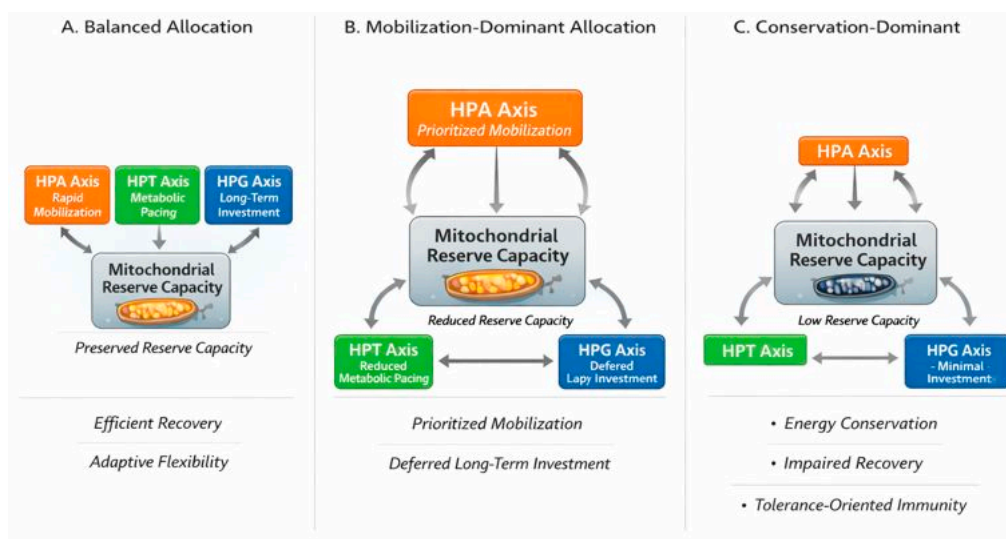 A. Balanced Allocation
HPA Axis
Rapid
Mobilization
HPT Axis
Metabolic
Pacing
HPG Axis
Long-Term
Investment
Mitochondrial
Reserve Capacity
Preserved Reserve Capacity
Efficient Recovery
Adaptive Flexibility
B. Mobilization-Dominant Allocation
HPA Axis
Prioritized Mobilization
Mitochondrial
Reserve Capacity
Reduced Reserve Capacity
HPT Axis
Reduced
Metabolic Pacing
HPG Axis
Defered
Lapy Investment
Prioritized Mobilization
Deferred Long-Term Investment
C. Conservation-Dominant
HPA Axis
Mitochondrial
Reserve Capacity
Low Reserve Capacity
HPT Axis
HPG Axis
- Minimal
Investment
• Energy Conservation
• Impaired Recovery
• Tolerance-Oriented Immunity